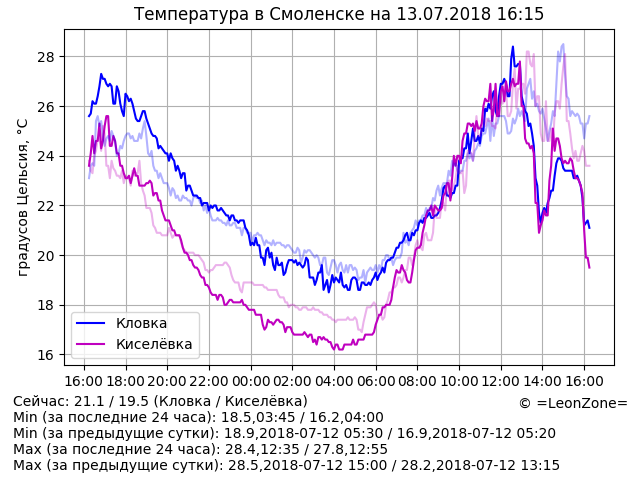 Температура в Смоленске на 13.07.2018 16:15
градусов Цельсия, °C
28
26
24
22
20
18
16
Кловка
Киселёвка
16:00 18:00 20:00 22:00 00:00 02:00 04:00 06:00 08:00 10:00 12:00 14:00 16:00
Сейчас: 21.1 / 19.5 (Кловка / Киселёвка)
© =LeonZone=
Min (за последние 24 часа): 18.5,03:45 / 16.2,04:00
Min (за предыдущие сутки): 18.9,2018-07-12 05:30 / 16.9,2018-07-12 05:20
Max (за последние 24 часа): 28.4,12:35 / 27.8,12:55
Max (за предыдущие сутки): 28.5,2018-07-12 15:00 / 28.2,2018-07-12 13:15